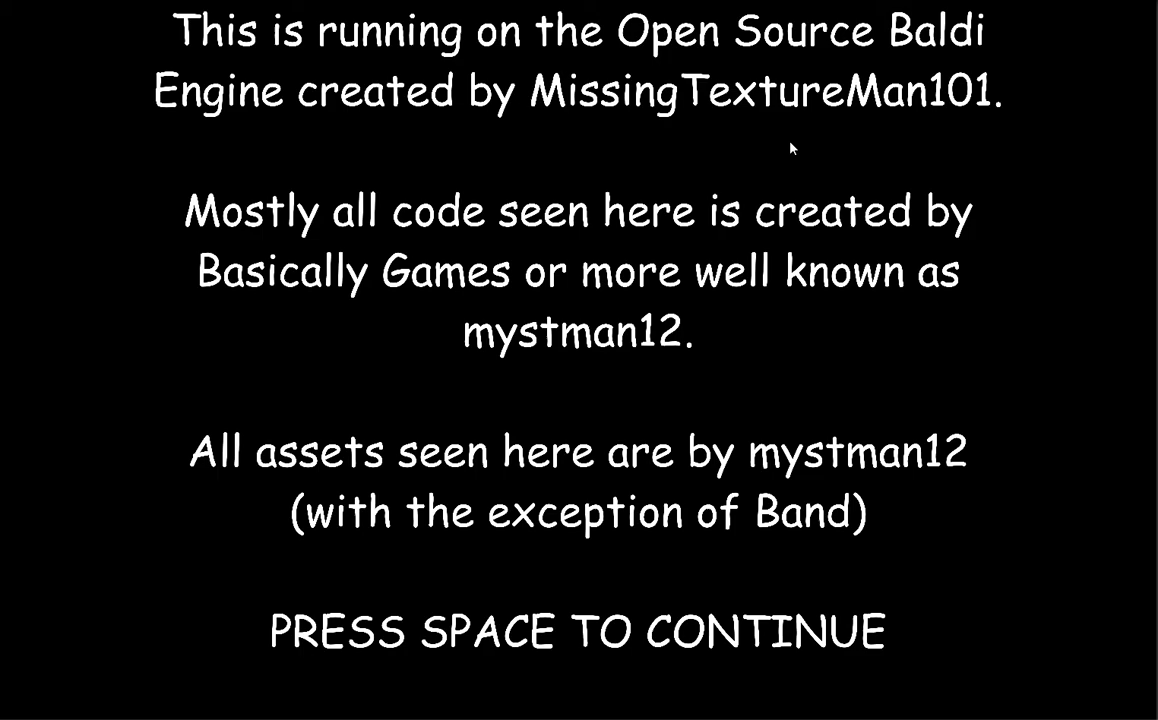 This is running on the Open Source Baldi
Engine created by MissingTextureMan101.
Mostly all code seen here is created by
Basically Games or more well known as
mystman12.
All assets seen here are by mystman12
(with the exception of Band)
PRESS SPACE TO CONTINUE